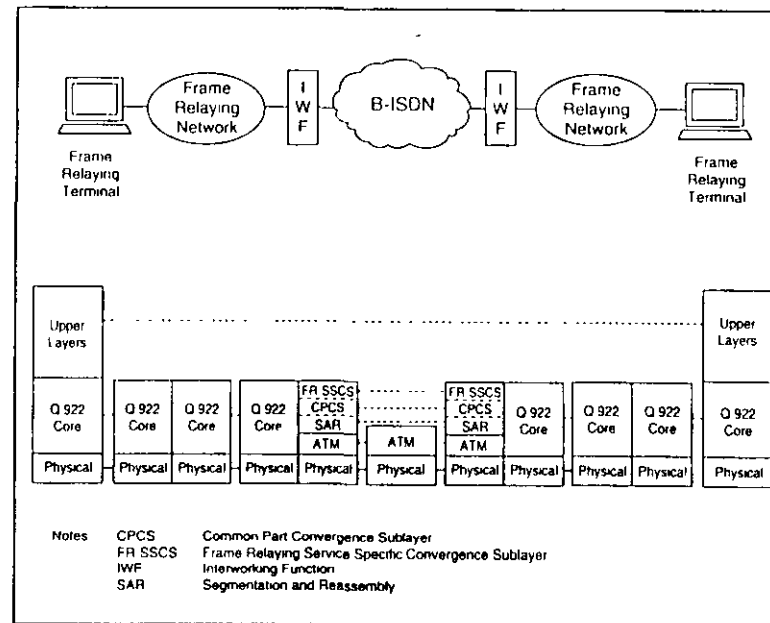 Frame
Relaying
Network
I
W
F
B-ISDN
I
W
F
Frame
Relaying
Network
Frame
Relaying
Terminal
Frame
Relaying
Terminal
Upper
Layers
Upper
Layers
Q 922
Core
Q 922
Core
Q 922
Core
Q 922
Core
FR SSCS
CPCS
SAR
ATM
ATM
FR SSCS
CPCS
SAR
ATM
Q 922
Core
Q 922
Core
Q 922
Core
Q 922
Core
Physical
Physical
Physical
Physical
Physical
Physical
Physical
Physical
Physical
Physical
Physical
Notes CPCS Common Part Convergence Sublayer
FR SSCS Frame Relaying Service Specific Convergence Sublayer
IWF Interworking Function
SAR Segmentation and Reassembly